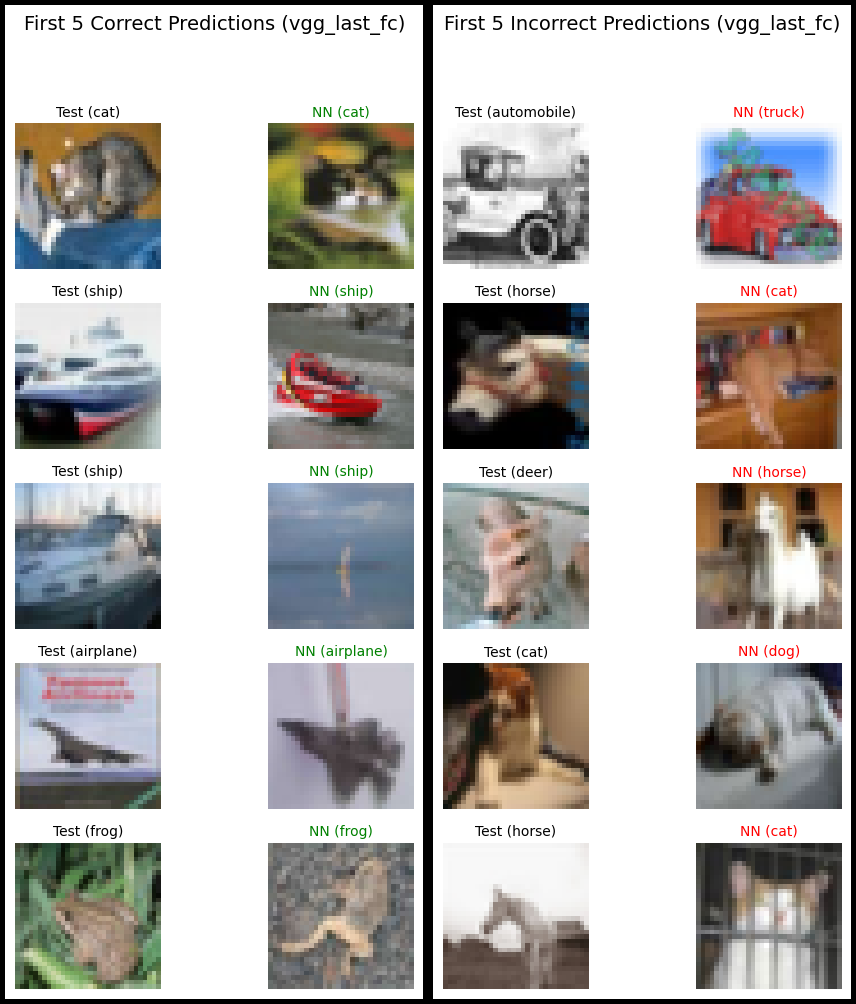 First 5 Correct Predictions (vgg_last_fc)
Test (cat)
NN (cat)
Test (ship)
NN (ship)
Test (ship)
NN (ship)
Test (airplane)
NN (airplane)
Test (frog)
NN (frog)
First 5 Incorrect Predictions (vgg_last_fc)
Test (automobile)
NN (truck)
Test (horse)
NN (cat)
Test (deer)
NN (horse)
Test (cat)
NN (dog)
Test (horse)
NN (cat)